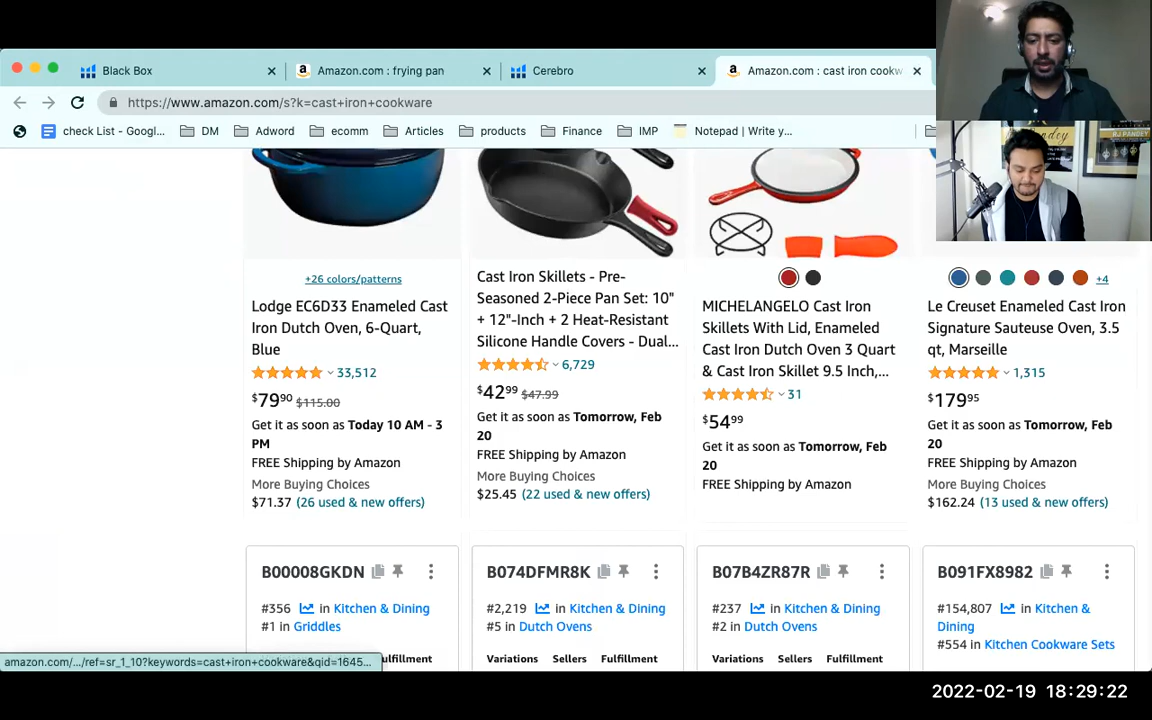 Black Box
Amazon.com : frying pan
Cerebro
Amazon.com : cast iron cookw
https://www.amazon.com/s?k=cast+iron+cookware
check List - Googl...
DM
Adword
ecomm
Articles
products
Finance
IMP
Notepad | Write y...
+26 colors/patterns
Lodge EC6D33 Enameled Cast
Iron Dutch Oven, 6-Quart,
Blue
33,512
$7990 $115.00
Get it as soon as Today 10 AM - 3
PM
FREE Shipping by Amazon
More Buying Choices
$71.37 (26 used & new offers)
Cast Iron Skillets - Pre-
Seasoned 2-Piece Pan Set: 10"
+ 12"-Inch + 2 Heat-Resistant
Silicone Handle Covers - Dual...
6,729
$4299 $47.99
Get it as soon as Tomorrow, Feb
20
FREE Shipping by Amazon
More Buying Choices
$25.45 (22 used & new offers)
MICHELANGELO Cast Iron
Skillets With Lid, Enameled
Cast Iron Dutch Oven 3 Quart
& Cast Iron Skillet 9.5 Inch,...
31
$5499
Get it as soon as Tomorrow, Feb
20
FREE Shipping by Amazon
+4
Le Creuset Enameled Cast Iron
Signature Sauteuse Oven, 3.5
qt, Marseille
1,315
$17995
Get it as soon as Tomorrow, Feb
20
FREE Shipping by Amazon
More Buying Choices
$162.24 (13 used & new offers)
B00008GKDN
#356 in Kitchen & Dining
#1 in Griddles
ulfillment
B074DFMR8K
#2,219 in Kitchen & Dining
#5 in Dutch Ovens
Variations Sellers Fulfillment
B07B4ZR87R
#237 in Kitchen & Dining
#2 in Dutch Ovens
Variations Sellers Fulfillment
B091FX8982
#154,807 in Kitchen &
Dining
#554 in Kitchen Cookware Sets
amazon.com/.../ref=sr_1_10?keywords=cast+iron+cookware&qid=1645...
RJ PANDEY
2022-02-19 18:29:22